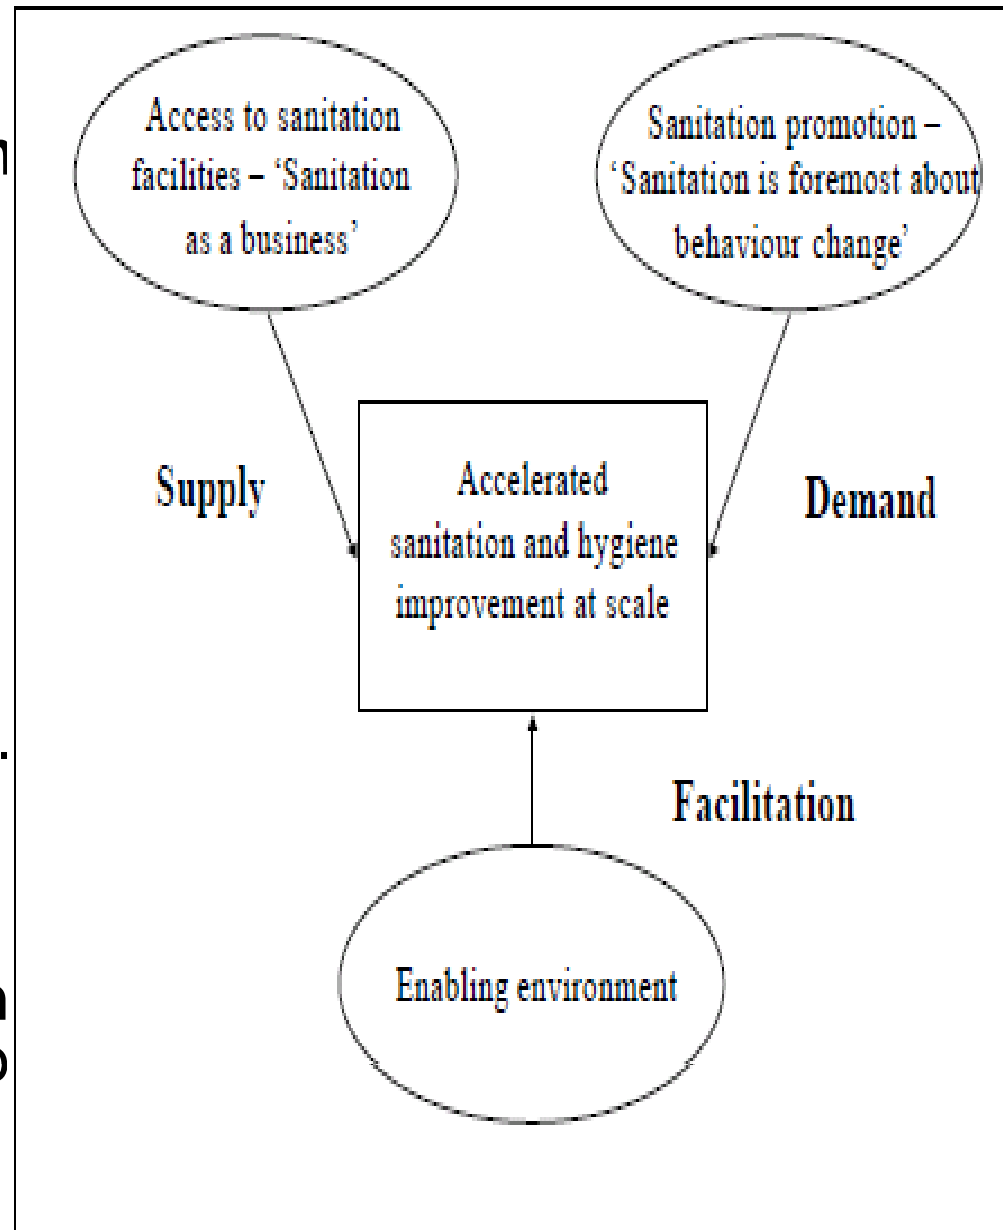 Access to sanitation
facilities – ‘Sanitation
as a business’
Sanitation promotion –
‘Sanitation is foremost about
behaviour change’
Supply
Accelerated
sanitation and hygiene
improvement at scale
Demand
Facilitation
Enabling environment